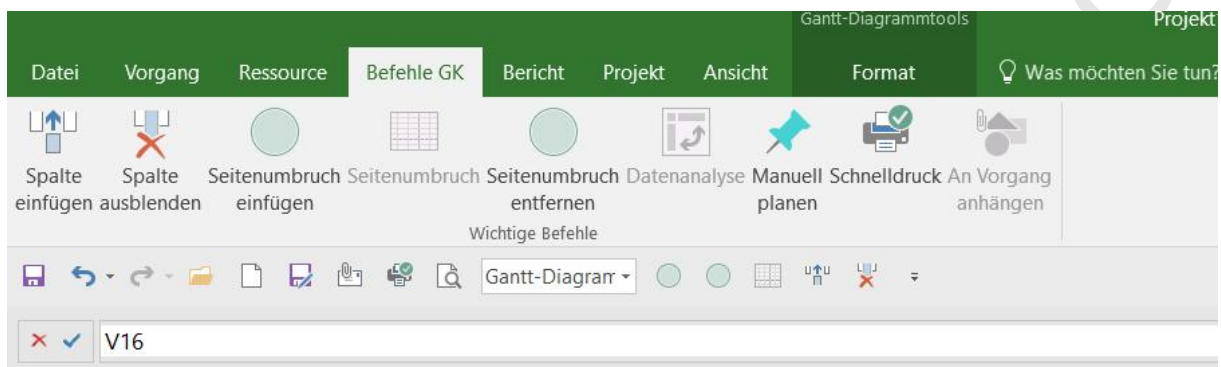 Gantt-Diagrammtools Projekt
Datei Vorgang Ressource Befehle GK Bericht Projekt Ansicht Format Was möchten Sie tun?
Spalte einfügen
Spalte ausblenden
Seitenumbruch einfügen
Seitenumbruch
Seitenumbruch entfernen
Datenanalyse
Manuell planen
Schnelldruck
An Vorgang anhängen
Wichtige Befehle
Gantt-Diagram
V16